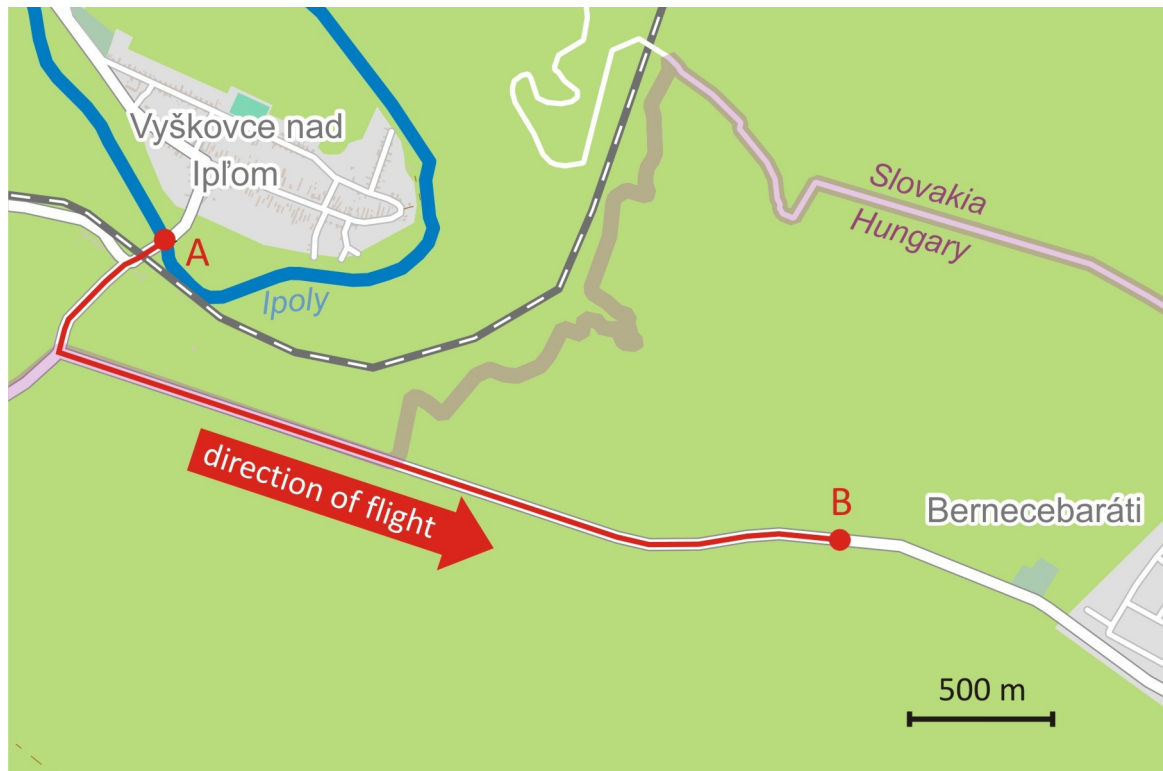 Vyškovce nad
Ipľom
Slovakia
Hungary
A
Ipoly
direction of flight
B
Bernecebaráti
500 m